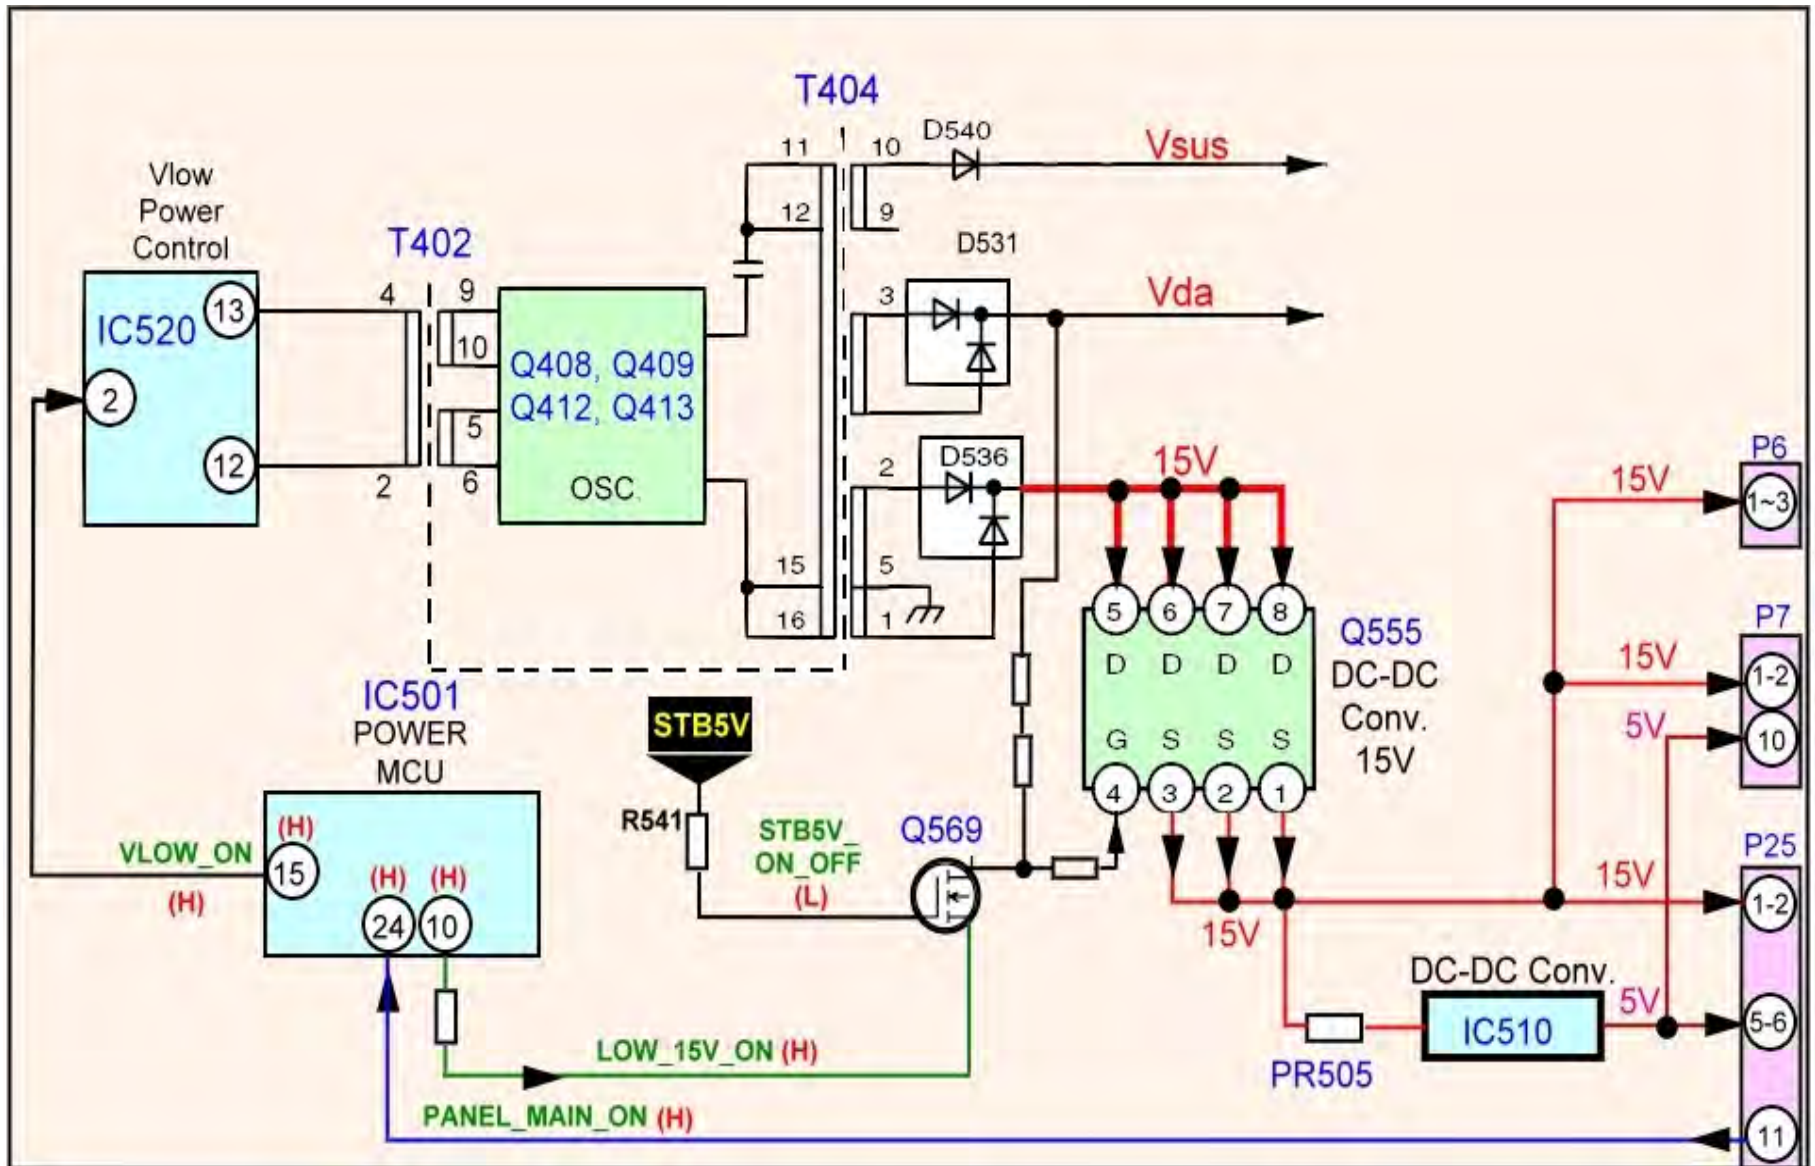 T404
11
10
D540
Vsus
12
9
D531
Vlow
Power
Control
T402
13
4
9
IC520
10
3
Vda
Q408, Q409
Q412, Q413
2
5
OSC.
12
2
6
2
D536
15V
15
5
16
1
5
6
7
8
D
D
D
D
G
S
S
S
4
3
2
1
Q555
DC-DC
Conv.
15V
P6
15V
1~3
P7
15V
1-2
5V
10
P25
15V
1-2
IC501
POWER
MCU
STB5V
R541
STB5V_
ON_OFF
(L)
Q569
VLOW_ON
(H)
(H)
15
(H)
(H)
24
10
15V
DC-DC Conv.
IC510
5V
5-6
PR505
LOW_15V_ON (H)
PANEL_MAIN_ON (H)
11